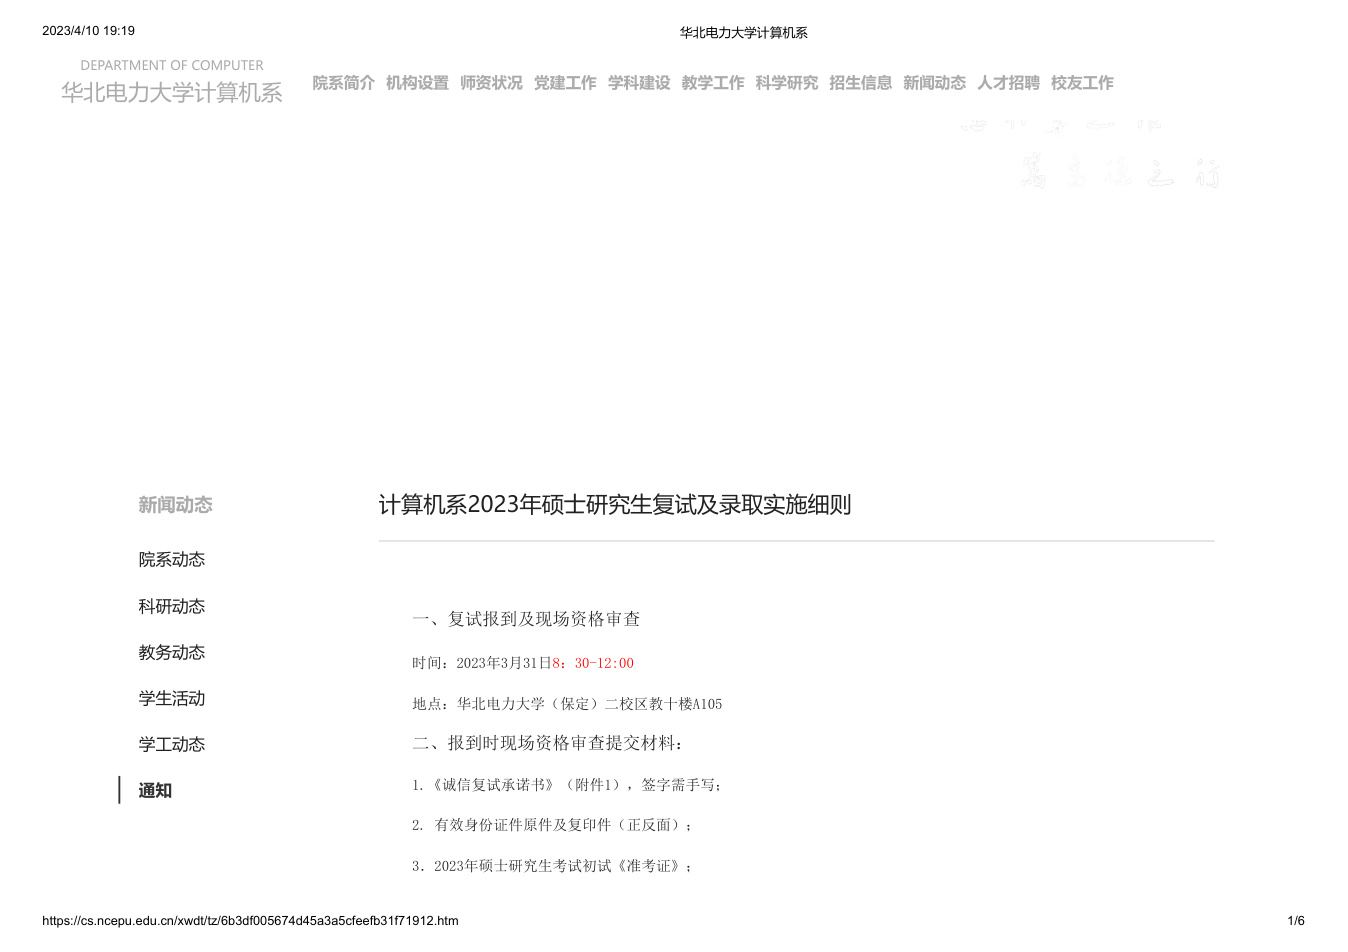 2023/4/10 19:19
华北电力大学计算机系
DEPARTMENT OF COMPUTER
华北电力大学计算机系
院系简介 机构设置 师资状况 党建工作 学科建设 教学工作 科学研究 招生信息 新闻动态 人才招聘 校友工作
之 行
新闻动态
院系动态
科研动态
教务动态
学生活动
学工动态
通知
计算机系2023年硕士研究生复试及录取实施细则
一、复试报到及现场资格审查
时间：2023年3月31日8：30-12:00
地点：华北电力大学（保定）二校区教十楼A105
二、报到时现场资格审查提交材料：
1.《诚信复试承诺书》（附件1），签字需手写；
2. 有效身份证件原件及复印件（正反面）；
3．2023年硕士研究生考试初试《准考证》；
https://cs.ncepu.edu.cn/xwdt/tz/6b3df005674d45a3a5cfeefb31f71912.htm
1/6